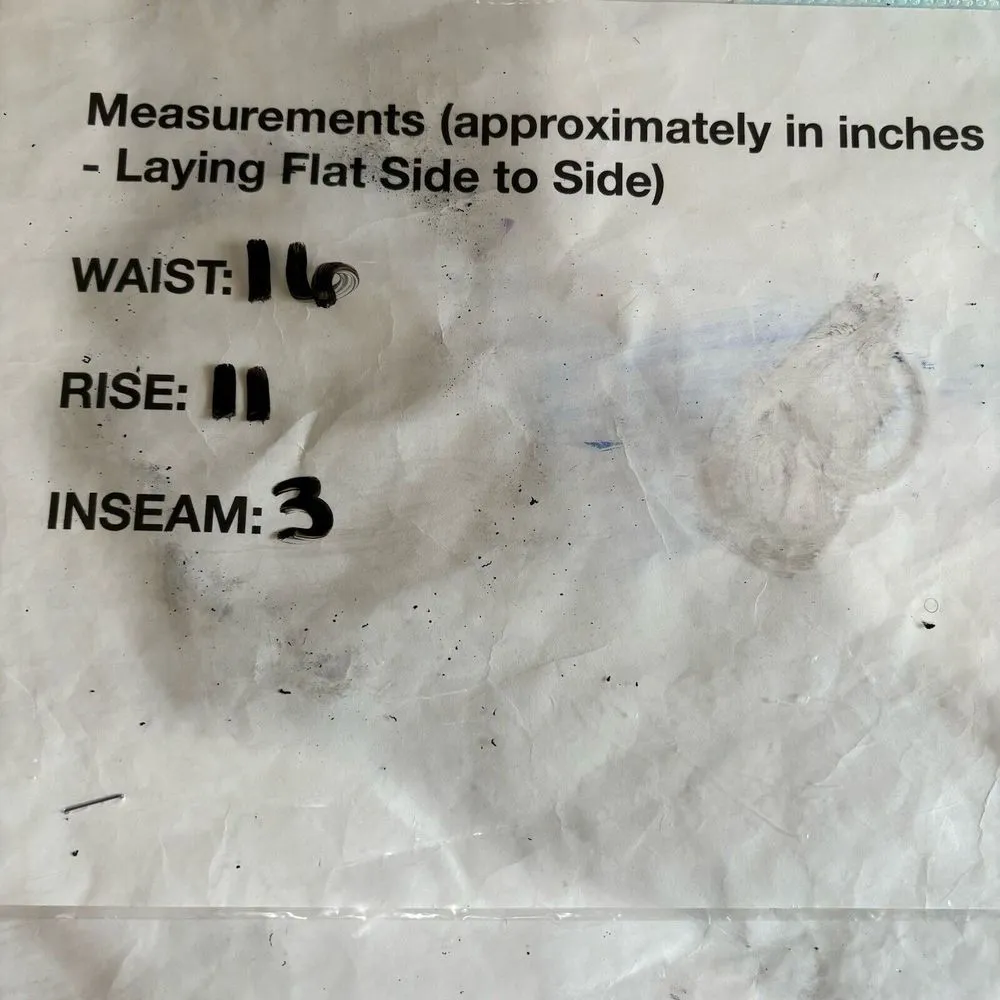 Measurements (approximately in inches
- Laying Flat Side to Side)
WAIST: 16
RISE: 11
INSEAM: 3